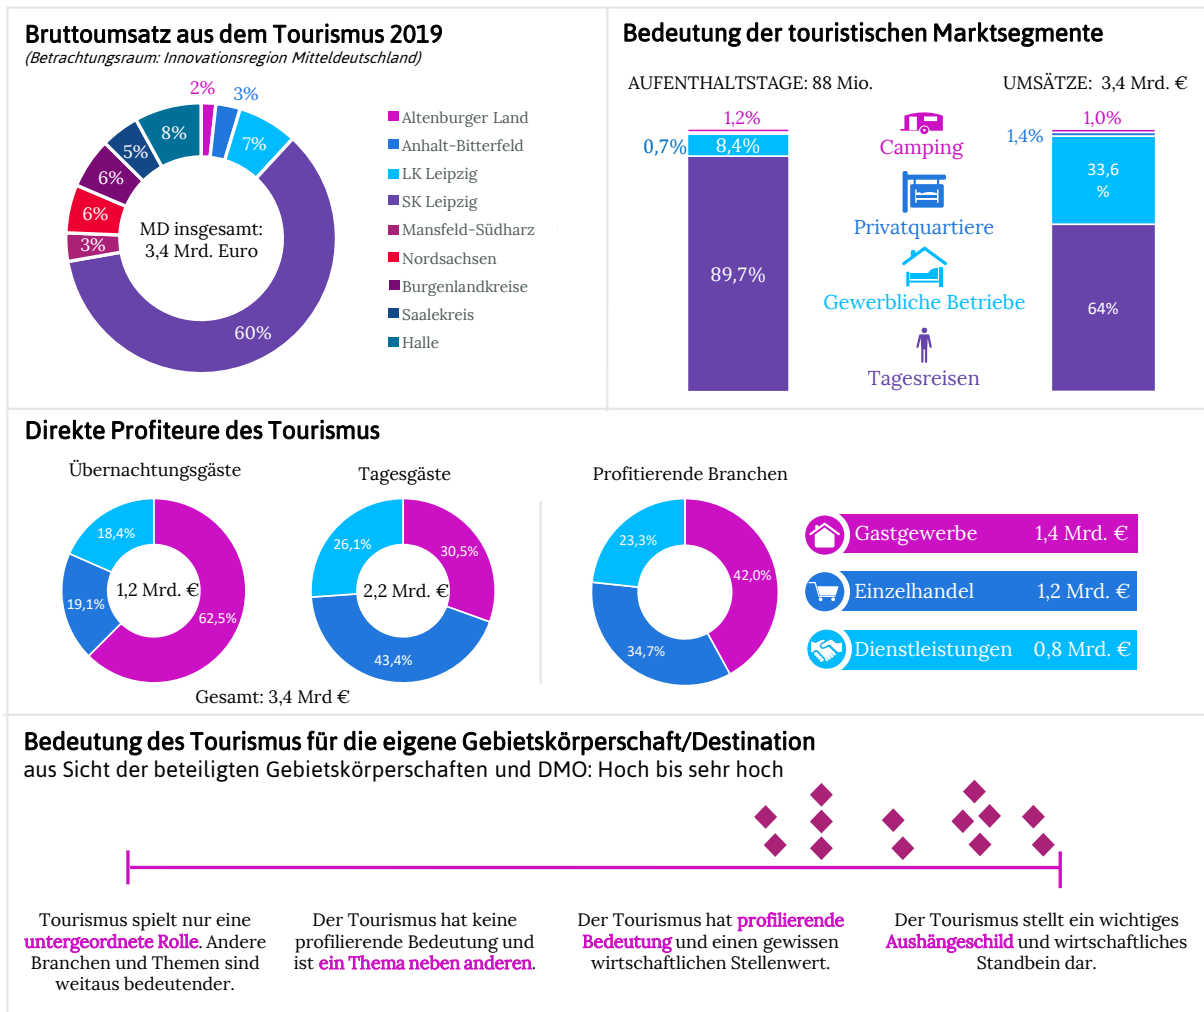 Bruttoumsatz aus dem Tourismus 2019
(Betrachtungsraum: Innovationsregion Mitteldeutschland)
2%
3%
7%
60%
3%
6%
6%
5%
8%
MD insgesamt:
3,4 Mrd. Euro
Altenburger Land
Anhalt-Bitterfeld
LK Leipzig
SK Leipzig
Mansfeld-Südharz
Nordsachsen
Burgenlandkreise
Saalekreis
Halle
Bedeutung der touristischen Marktsegmente
AUFENTHALTSTAGE: 88 Mio.
1,2%
0,7%
8,4%
89,7%
Camping
Privatquartiere
Gewerbliche Betriebe
Tagesreisen
UMSÄTZE: 3,4 Mrd. €
1,0%
1,4%
33,6
%
64%
Direkte Profiteure des Tourismus
Übernachtungsgäste
18,4%
19,1%
62,5%
1,2 Mrd. €
Tagesgäste
26,1%
30,5%
43,4%
2,2 Mrd. €
Gesamt: 3,4 Mrd €
Profitierende Branchen
23,3%
42,0%
34,7%
Gastgewerbe 1,4 Mrd. €
Einzelhandel 1,2 Mrd. €
Dienstleistungen 0,8 Mrd. €
Bedeutung des Tourismus für die eigene Gebietskörperschaft/Destination
aus Sicht der beteiligten Gebietskörperschaften und DMO: Hoch bis sehr hoch
Tourismus spielt nur eine
untergeordnete Rolle. Andere
Branchen und Themen sind
weitaus bedeutender.
Der Tourismus hat keine
profilierende Bedeutung und
ist ein Thema neben anderen.
Der Tourismus hat profilierende
Bedeutung und einen gewissen
wirtschaftlichen Stellenwert.
Der Tourismus stellt ein wichtiges
Aushängeschild und wirtschaftliches
Standbein dar.